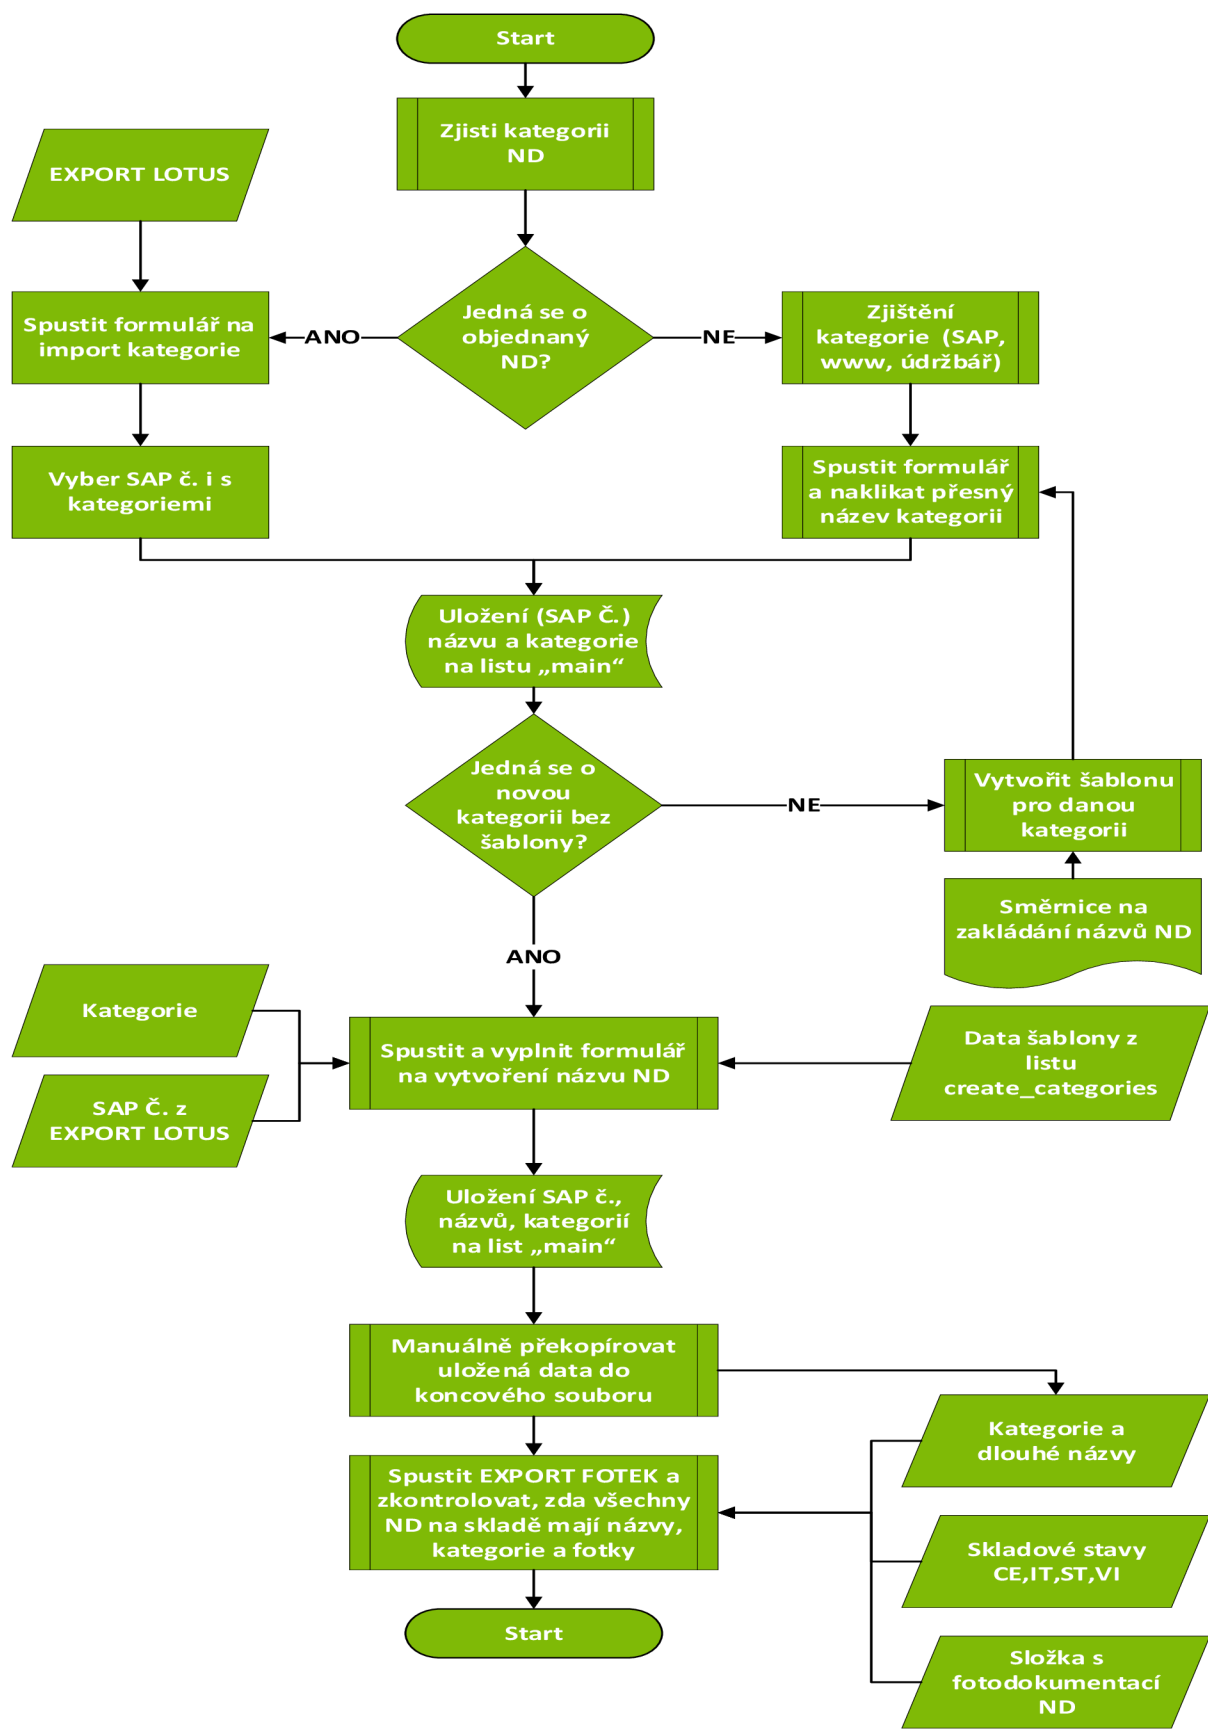 Start
Zjisti kategorii
ND
EXPORT LOTUS
Spustit formulář na
import kategorie
ANO
Jedná se o
objednaný
ND?
NE
Zjištění
kategorie (SAP,
www, údržbář)
Vyber SAP č. i s
kategoriemi
Spustit formulář
a naklikat přesný
název kategorii
Uložení (SAP Č.)
názvu a kategorie
na listu „main“
Jedná se o
novou
kategorii bez
šablony?
NE
Vytvořit šablonu
pro danou
kategorii
Směrnice na
zakládání názvů ND
ANO
Kategorie
SAP Č. z
EXPORT LOTUS
Spustit a vyplnit formulář
na vytvoření názvu ND
Data šablony z
listu
create_categories
Uložení SAP č.,
názvů, kategorií
na list „main“
Manuálně překopírovat
uložená data do
koncového souboru
Kategorie a
dlouhé názvy
Spustit EXPORT FOTEK a
zkontrolovat, zda všechny
ND na skladě mají názvy,
kategorie a fotky
Skladové stavy
CE,IT,ST,VI
Start
Složka s
fotodokumentací
ND